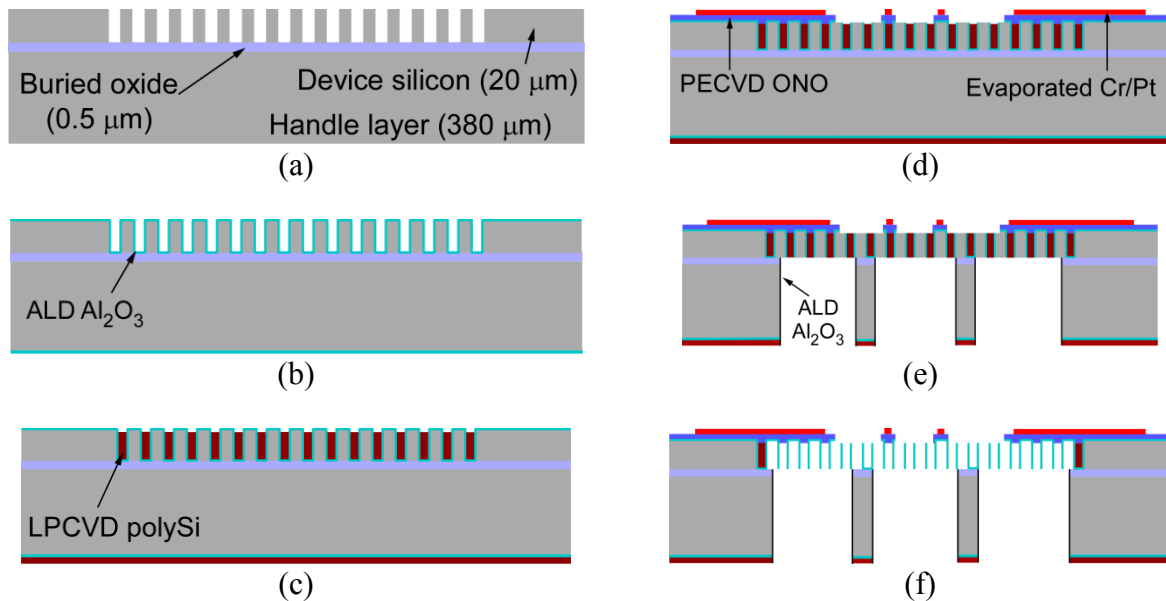 Buried oxide
(0.5 μm)
Device silicon (20 μm)
Handle layer (380 μm)
(a)
ALD Al₂O₃
(b)
LPCVD polySi
(c)
PECVD ONO
Evaporated Cr/Pt
(d)
ALD
Al₂O₃
(e)
(f)